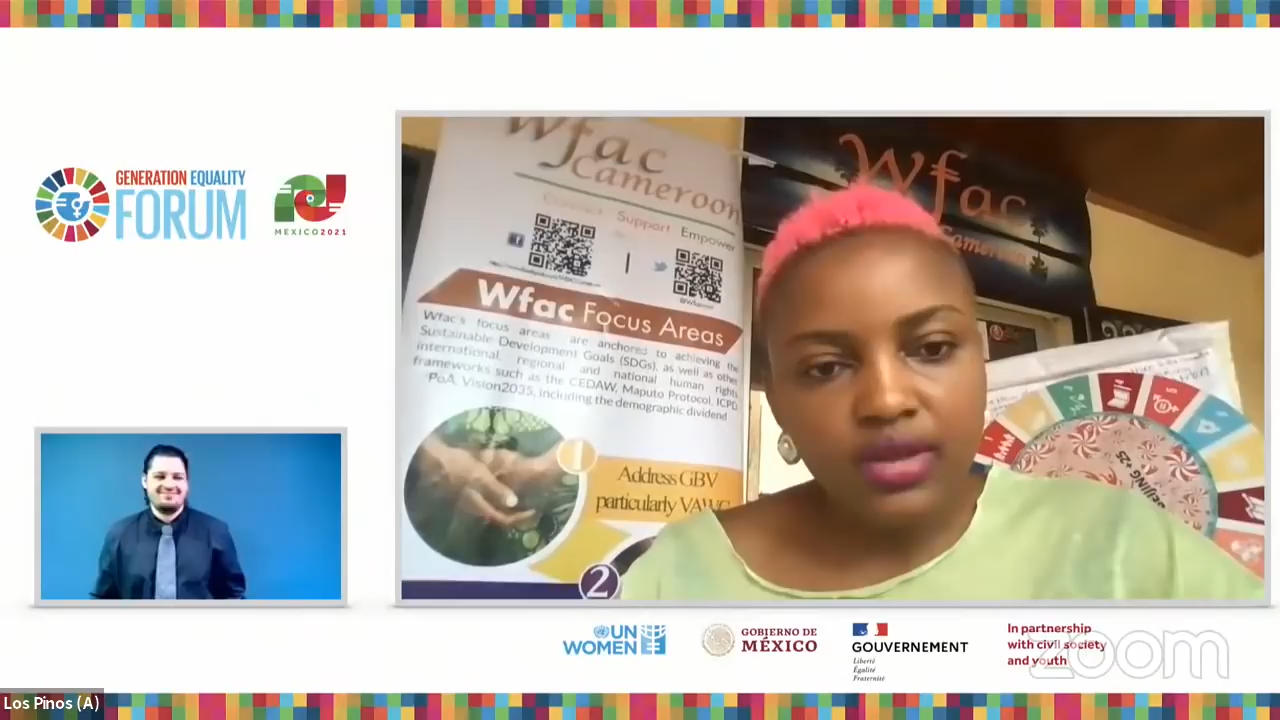 GENERATION EQUALITY
FORUM
MEXICO2021
Wfac
Cameroon
Connect Support Empower
Wfac Focus Areas
Wfac's focus areas are anchored to achieving the
Sustainable Development Goals (SDGs), as well as other
international, regional and national human rights
frameworks such as the CEDAW, Maputo Protocol, ICPD
PoA, Vision2035, including the demographic dividend
1
Address GBV
particularly VAWG
2
Wfac
Cameroon
BEIJING +25
UN
WOMEN
GOBIERNO DE
MÉXICO
GOUVERNEMENT
Liberté
Égalité
Fraternité
In partnership
with civil society
and youth
zoom
Los Pinos (A)